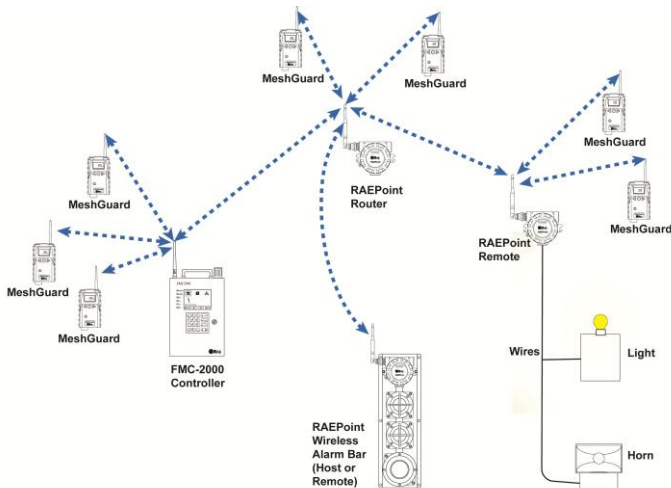 MeshGuard
MeshGuard
MeshGuard
MeshGuard
MeshGuard
MeshGuard
MeshGuard
RAEPoint
Router
RAEPoint
Remote
FMC-2000
Controller
Wires
Light
RAEPoint
Wireless
Alarm Bar
(Host or
Remote)
Horn